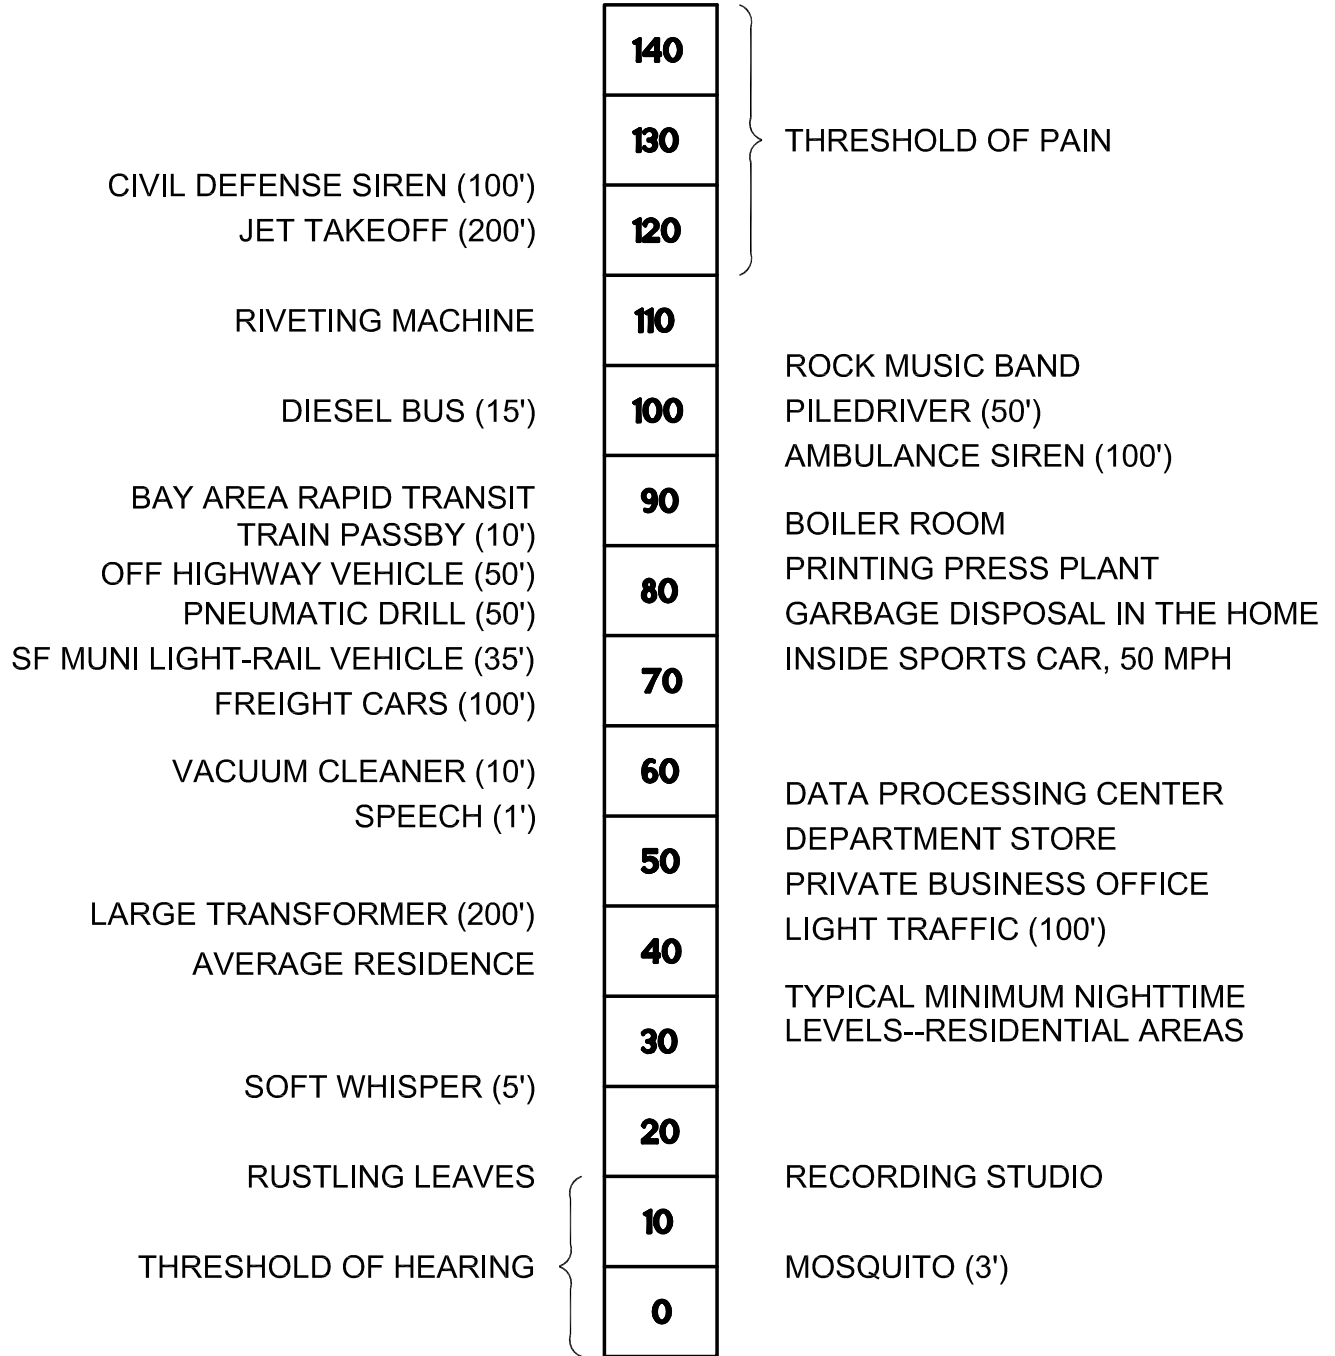 140
130
THRESHOLD OF PAIN
CIVIL DEFENSE SIREN (100')
JET TAKEOFF (200')
120
RIVETING MACHINE
110
ROCK MUSIC BAND
DIESEL BUS (15')
100
PILEDRIVER (50')
AMBULANCE SIREN (100')
BAY AREA RAPID TRANSIT
TRAIN PASSBY (10')
90
BOILER ROOM
OFF HIGHWAY VEHICLE (50')
PRINTING PRESS PLANT
80
PNEUMATIC DRILL (50')
GARBAGE DISPOSAL IN THE HOME
SF MUNI LIGHT-RAIL VEHICLE (35')
INSIDE SPORTS CAR, 50 MPH
70
FREIGHT CARS (100')
VACUUM CLEANER (10')
60
DATA PROCESSING CENTER
SPEECH (1')
DEPARTMENT STORE
50
PRIVATE BUSINESS OFFICE
LARGE TRANSFORMER (200')
LIGHT TRAFFIC (100')
40
AVERAGE RESIDENCE
TYPICAL MINIMUM NIGHTTIME
LEVELS--RESIDENTIAL AREAS
30
SOFT WHISPER (5')
20
RUSTLING LEAVES
RECORDING STUDIO
10
THRESHOLD OF HEARING
MOSQUITO (3')
0